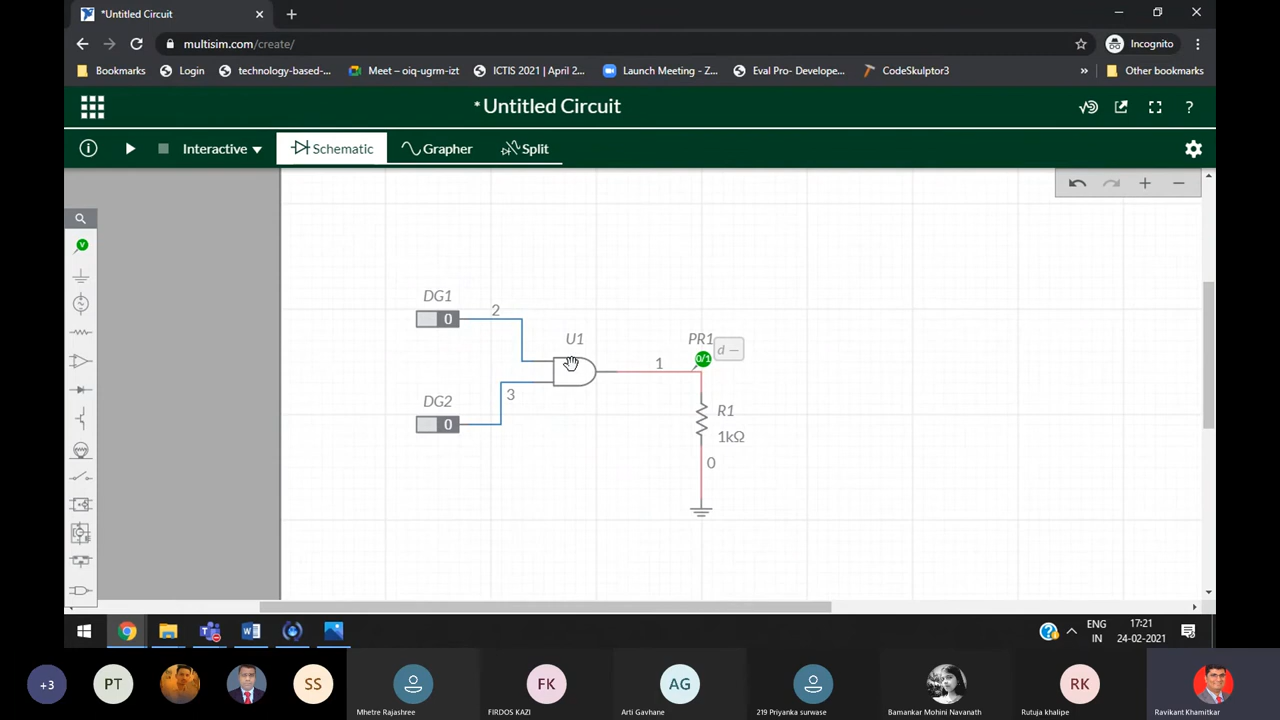 *Untitled Circuit
multisim.com/create/
Incognito
Bookmarks
Login
technology-based-...
Meet – oiq-ugrm-izt
ICTIS 2021 | April 2...
Launch Meeting - Z...
Eval Pro- Develope...
CodeSkulptor3
»
Other bookmarks
*Untitled Circuit
?
Interactive
Schematic
Grapher
Split
V
DG1
0
2
U1
PR1
0/1
d —
1
DG2
0
3
R1
1kΩ
0
ENG
IN
17:21
24-02-2021
+3
PT
SS
Mhetre Rajashree
FK
FIRDOS KAZI
AG
Arti Gavhane
219 Priyanka surwase
Bamankar Mohini Navanath
RK
Rutuja khalipe
Ravikant Khamitkar